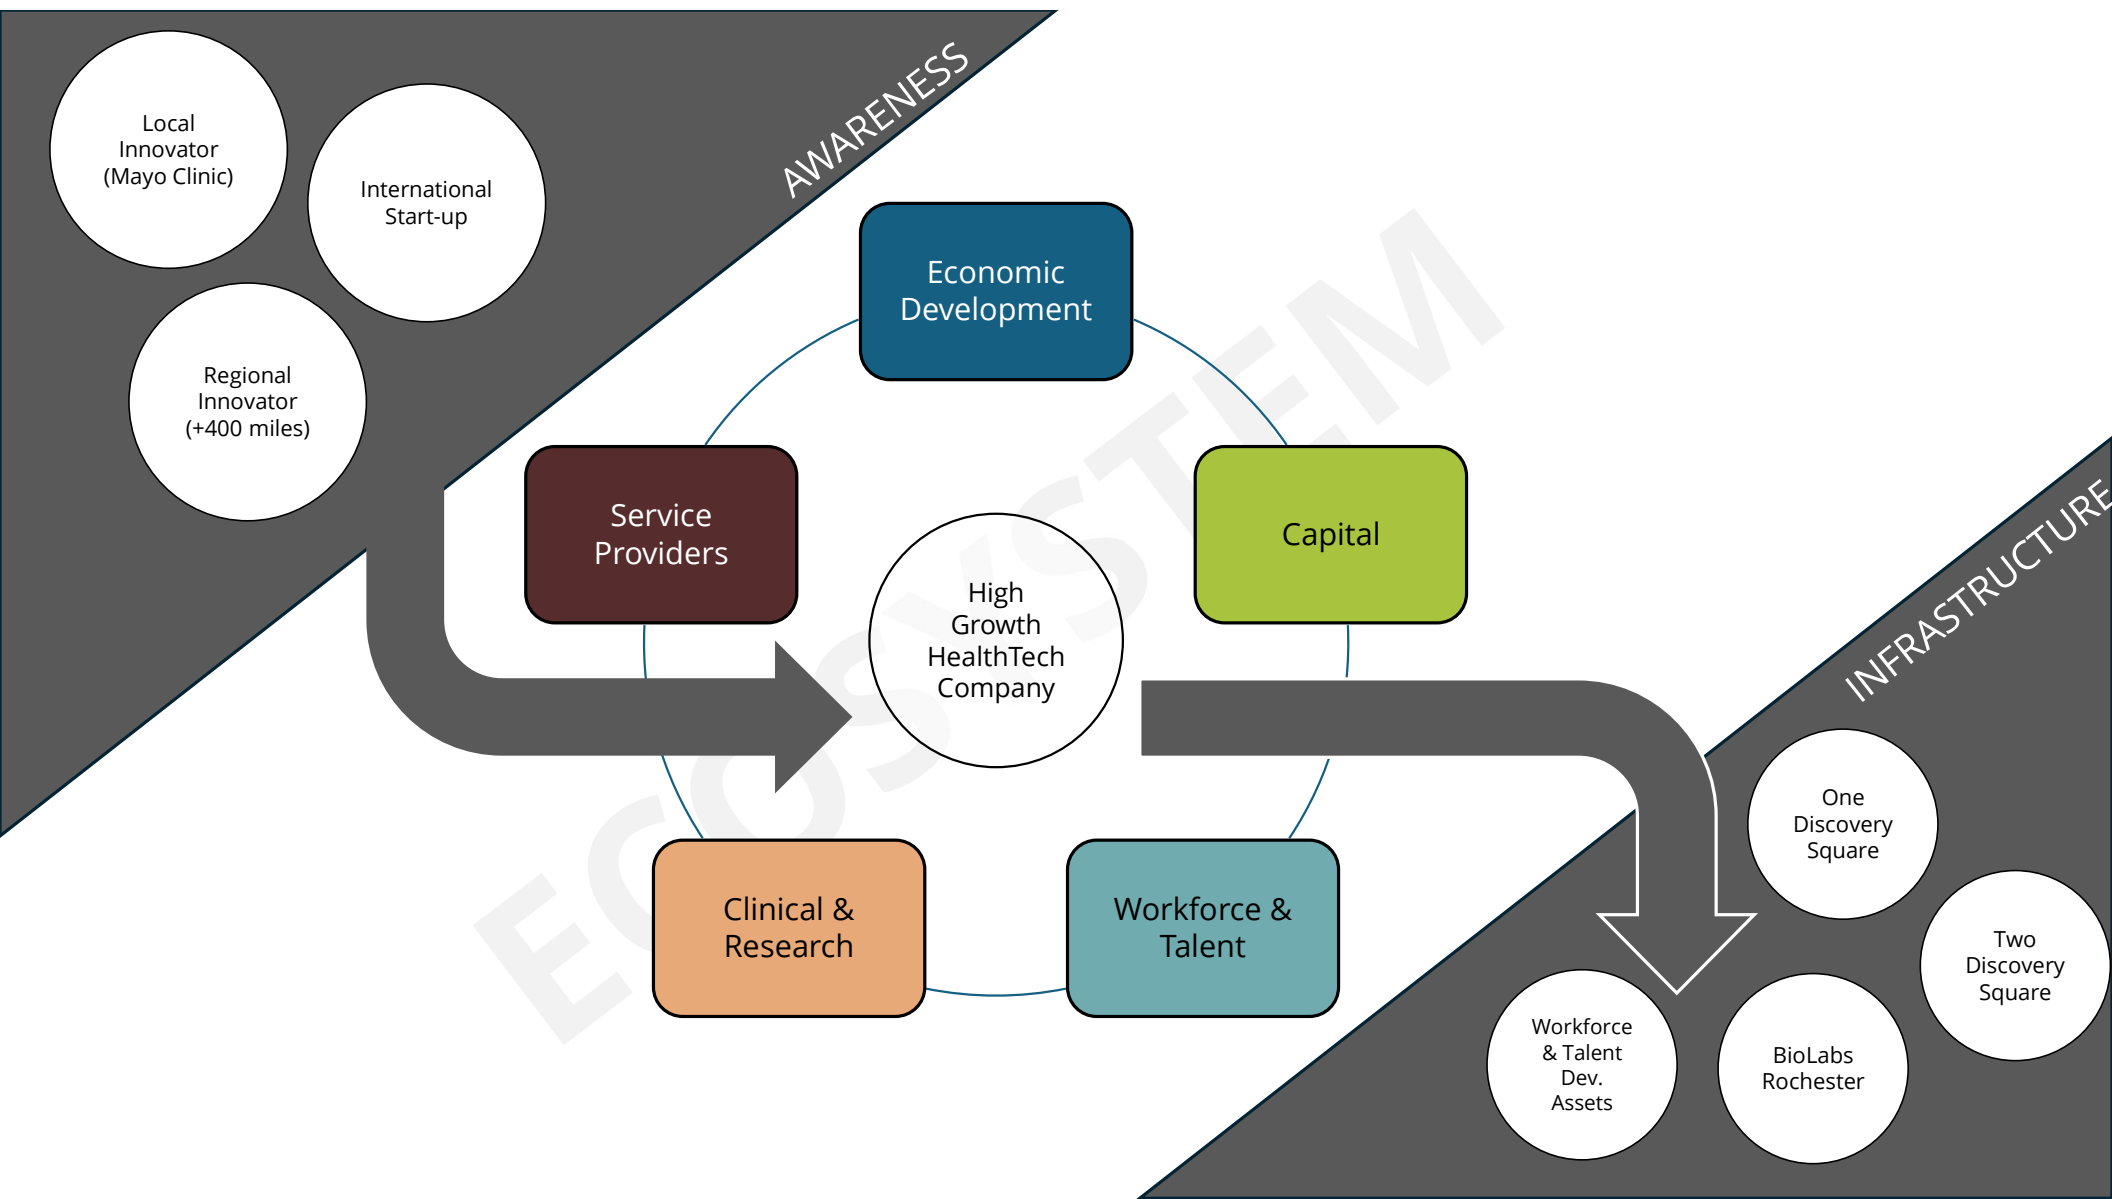 AWARENESS
Local
Innovator
(Mayo Clinic)
International
Start-up
Regional
Innovator
(+400 miles)
ECOSYSTEM
Economic
Development
Service
Providers
Capital
High
Growth
HealthTech
Company
Clinical &
Research
Workforce &
Talent
INFRASTRUCTURE
One
Discovery
Square
Two
Discovery
Square
Workforce
& Talent
Dev.
Assets
BioLabs
Rochester